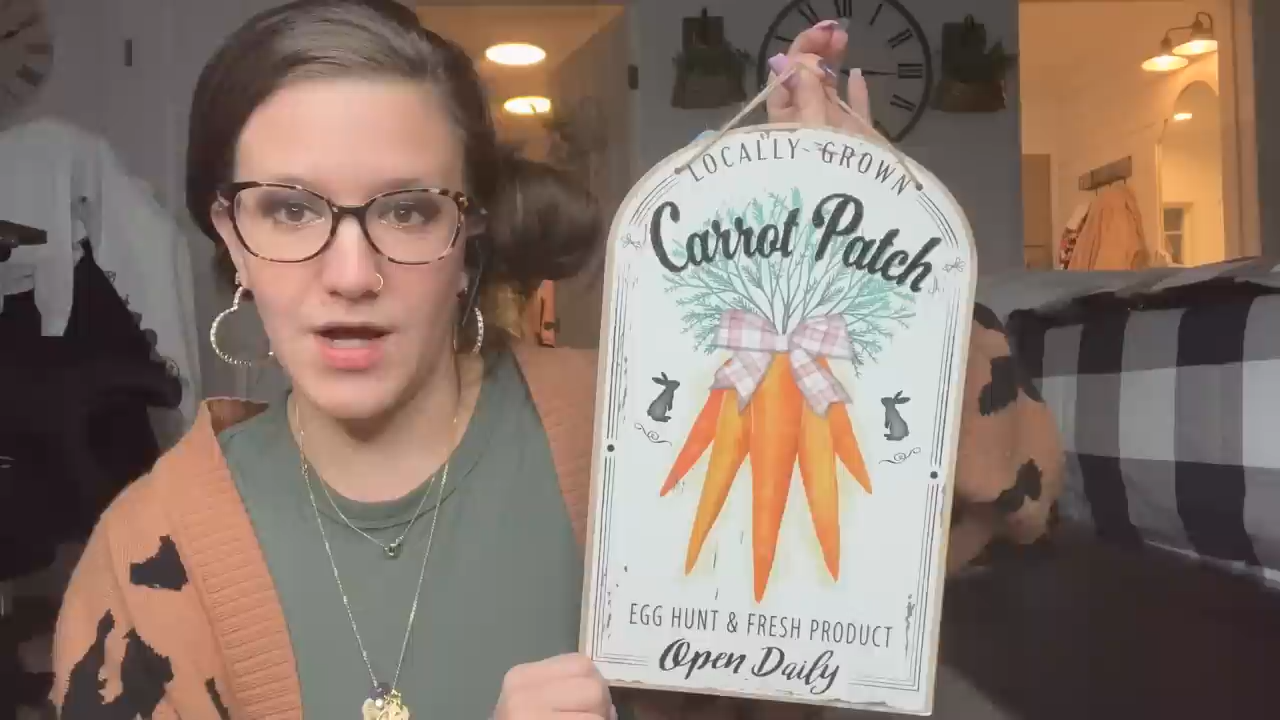 LOCALLY GROWN
Carrot Patch
EGG HUNT & FRESH PRODUCT
Open Daily